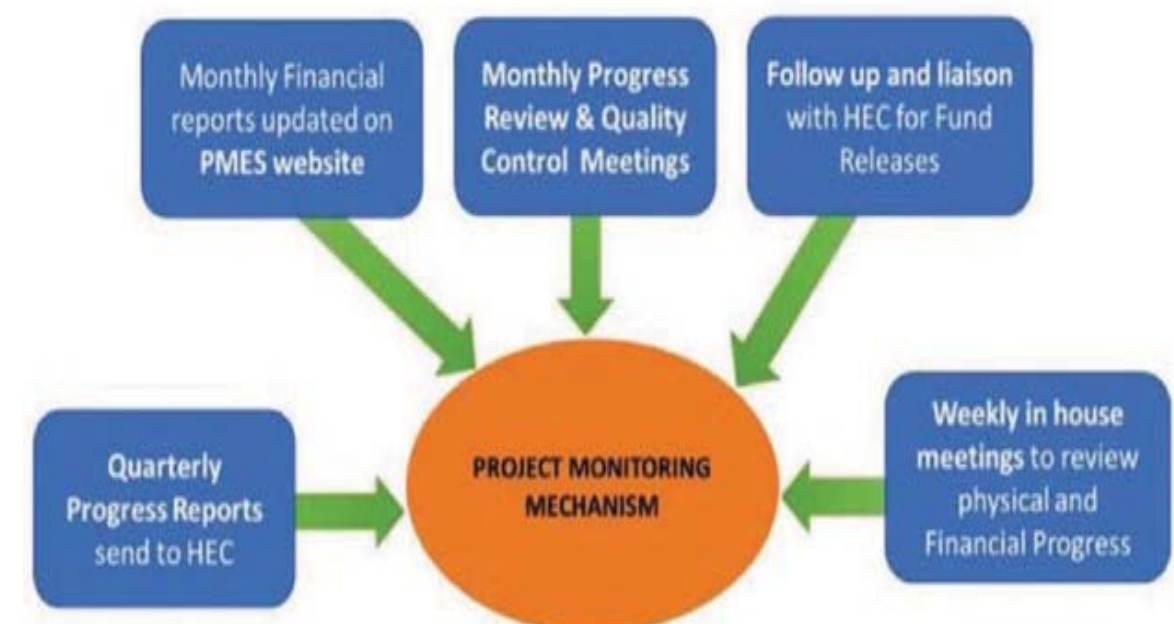 Monthly Financial
reports updated on
PMES website
Monthly Progress
Review & Quality
Control Meetings
Follow up and liaison
with HEC for Fund
Releases
Quarterly
Progress Reports
send to HEC
PROJECT MONITORING
MECHANISM
Weekly in house
meetings to review
physical and
Financial Progress